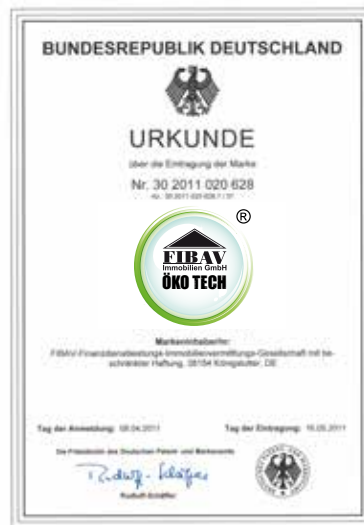 BUNDESREPUBLIK DEUTSCHLAND
URKUNDE
über die Eintragung der Marke
Nr. 30 2011 020 628
®
FIBAV
Immobilien GmbH
ÖKO TECH
Markeninhaber/in:
FIBAV-Finanzdienstleistungs-Immobilienvermittlungs-Gesellschaft mit be-
schränkter Haftung, 38154 Königslutter, DE
Tag der Anmeldung: 08.04.2011
Tag der Eintragung: 16.05.2011
Die Präsidentin des Deutschen Patent- und Markenamts
Rudloff-Schäffer